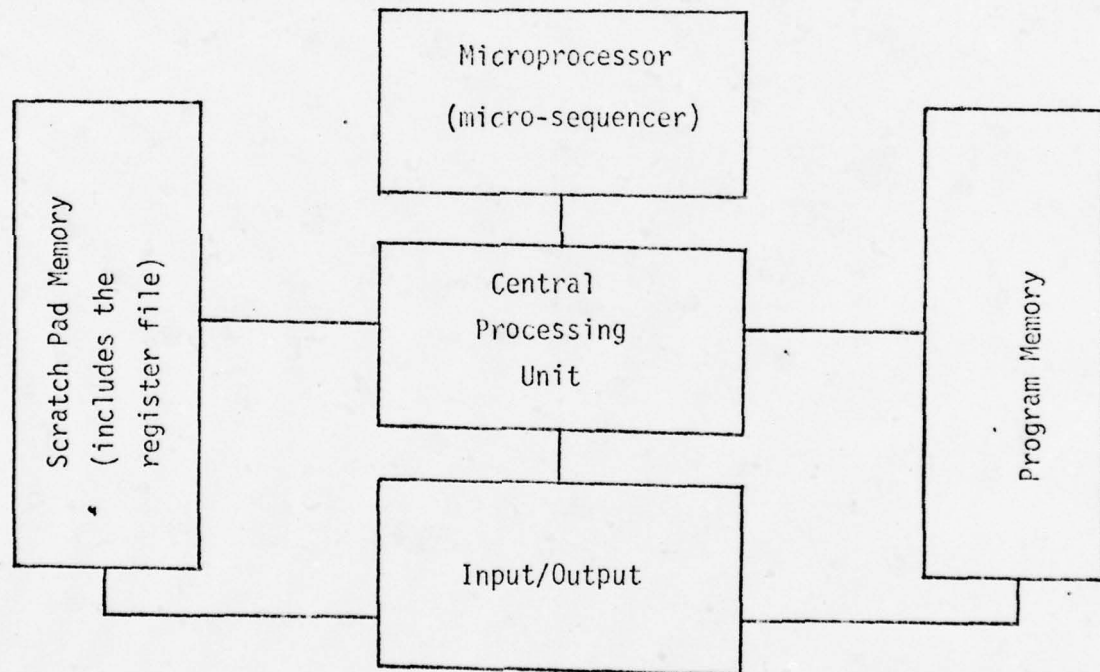 Microprocessor
(micro-sequencer)
Scratch Pad Memory
(includes the
register file)
Central
Processing
Unit
Program Memory
Input/Output